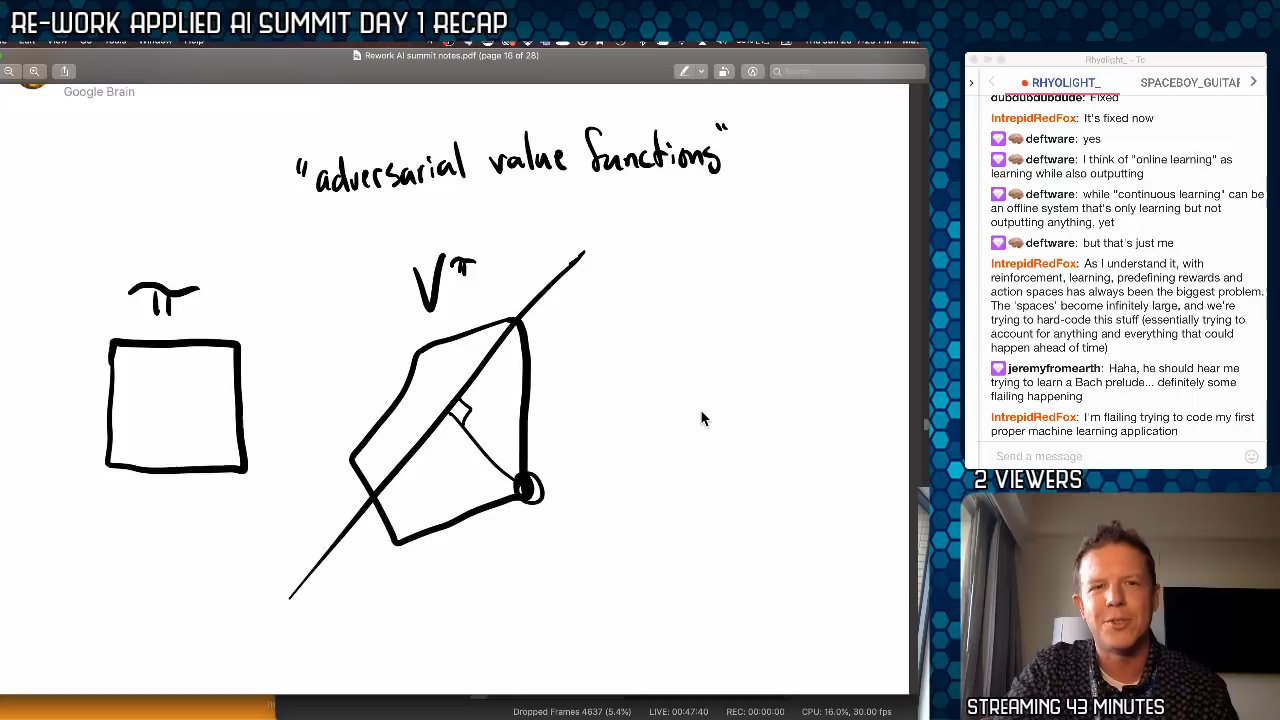 RE-WORK APPLIED AI SUMMIT DAY 1 RECAP
Rework AI summit notes.pdf (page 16 of 28)
Search
Google Brain
"adversarial value functions"
π
Vπ
Rhyolight_ – To
RHYOLIGHT_
SPACEBOY_GUITAR
dubdubdubdude: Fixed
IntrepidRedFox: It's fixed now
deftware: yes
deftware: I think of "online learning" as
learning while also outputting
deftware: while "continuous learning" can be
an offline system that's only learning but not
outputting anything, yet
deftware: but that's just me
IntrepidRedFox: As I understand it, with
reinforcement, learning, predefining rewards and
action spaces has always been the biggest problem.
The 'spaces' become infinitely large, and we're
trying to hard-code this stuff (essentially trying to
account for anything and everything that could
happen ahead of time)
jeremyfromearth: Haha, he should hear me
trying to learn a Bach prelude... definitely some
flailing happening
IntrepidRedFox: I'm flailing trying to code my first
proper machine learning application
Send a message
2 VIEWERS
STREAMING 43 MINUTES
Dropped Frames 4637 (5.4%)
LIVE: 00:47:40
REC: 00:00:00
CPU: 16.0%, 30.00 fps